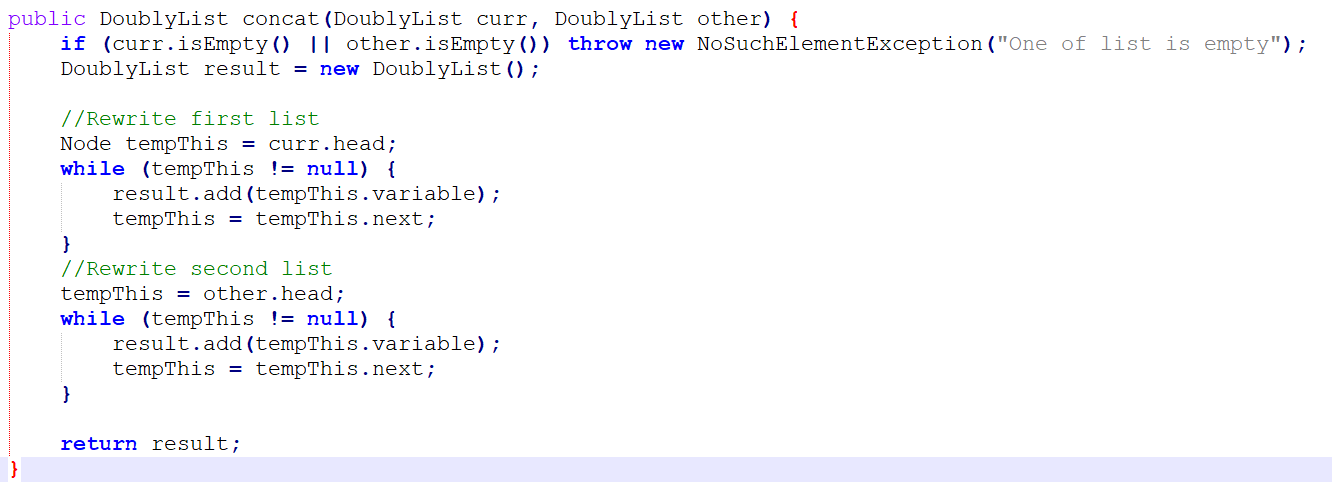 public DoublyList concat(DoublyList curr, DoublyList other) {
    if (curr.isEmpty() || other.isEmpty()) throw new NoSuchElementException("One of list is empty");
    DoublyList result = new DoublyList();

    //Rewrite first list
    Node tempThis = curr.head;
    while (tempThis != null) {
        result.add(tempThis.variable);
        tempThis = tempThis.next;
    }
    //Rewrite second list
    tempThis = other.head;
    while (tempThis != null) {
        result.add(tempThis.variable);
        tempThis = tempThis.next;
    }

    return result;
}